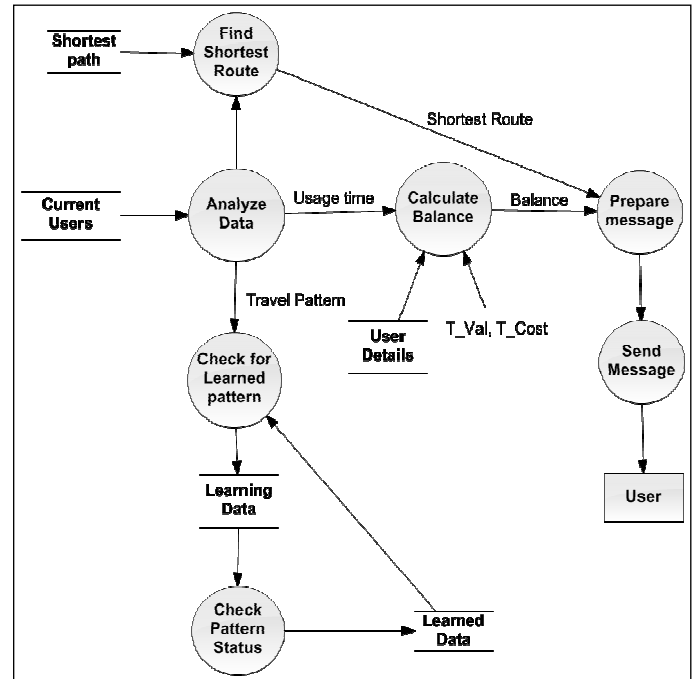 Shortest
path
Find
Shortest
Route
Shortest Route
Current
Users
Analyze
Data
Usage time
Calculate
Balance
Balance
Prepare
message
Travel Pattern
User
Details
T_Val, T_Cost
Send
Message
Check for
Learned
pattern
Learning
Data
User
Check
Pattern
Status
Learned
Data